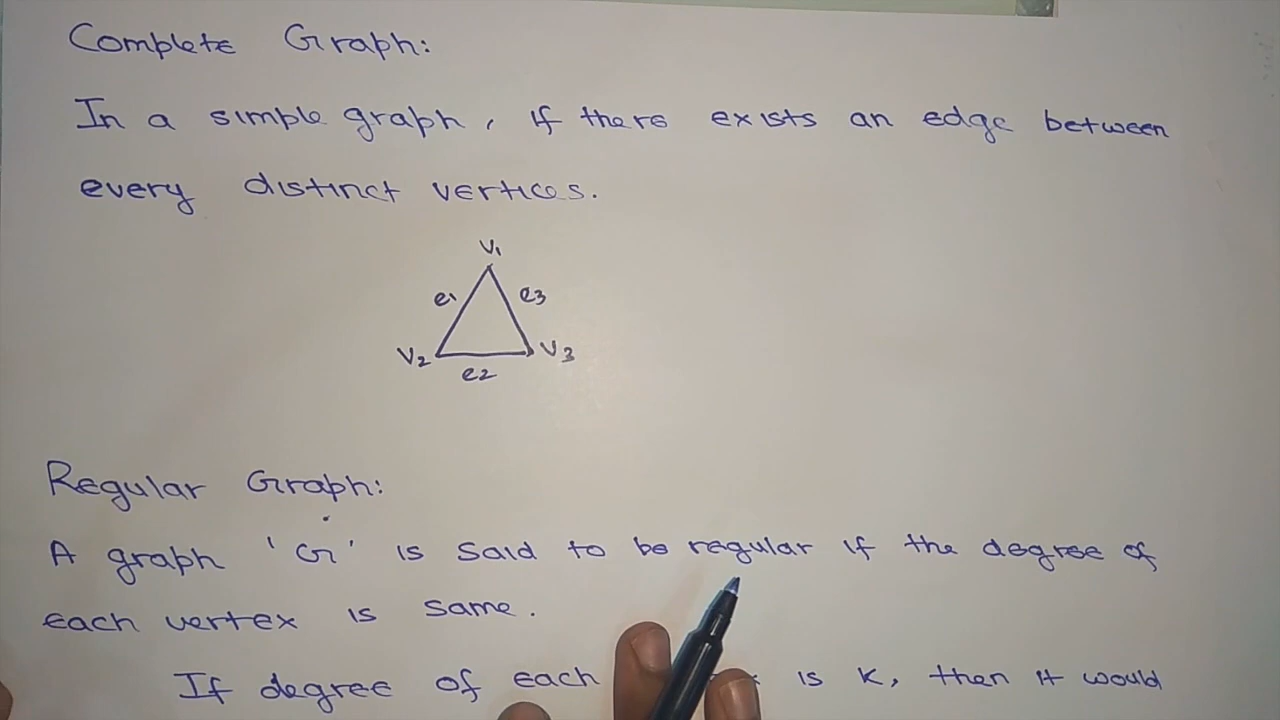 Complete Graph:
In a simple graph, if there exists an edge between
every distinct vertices.
V1
e1 e3
V2 V3
e2
Regular Graph:
A graph 'G' is said to be regular if the degree of
each vertex is same.
If degree of each is K, then it would